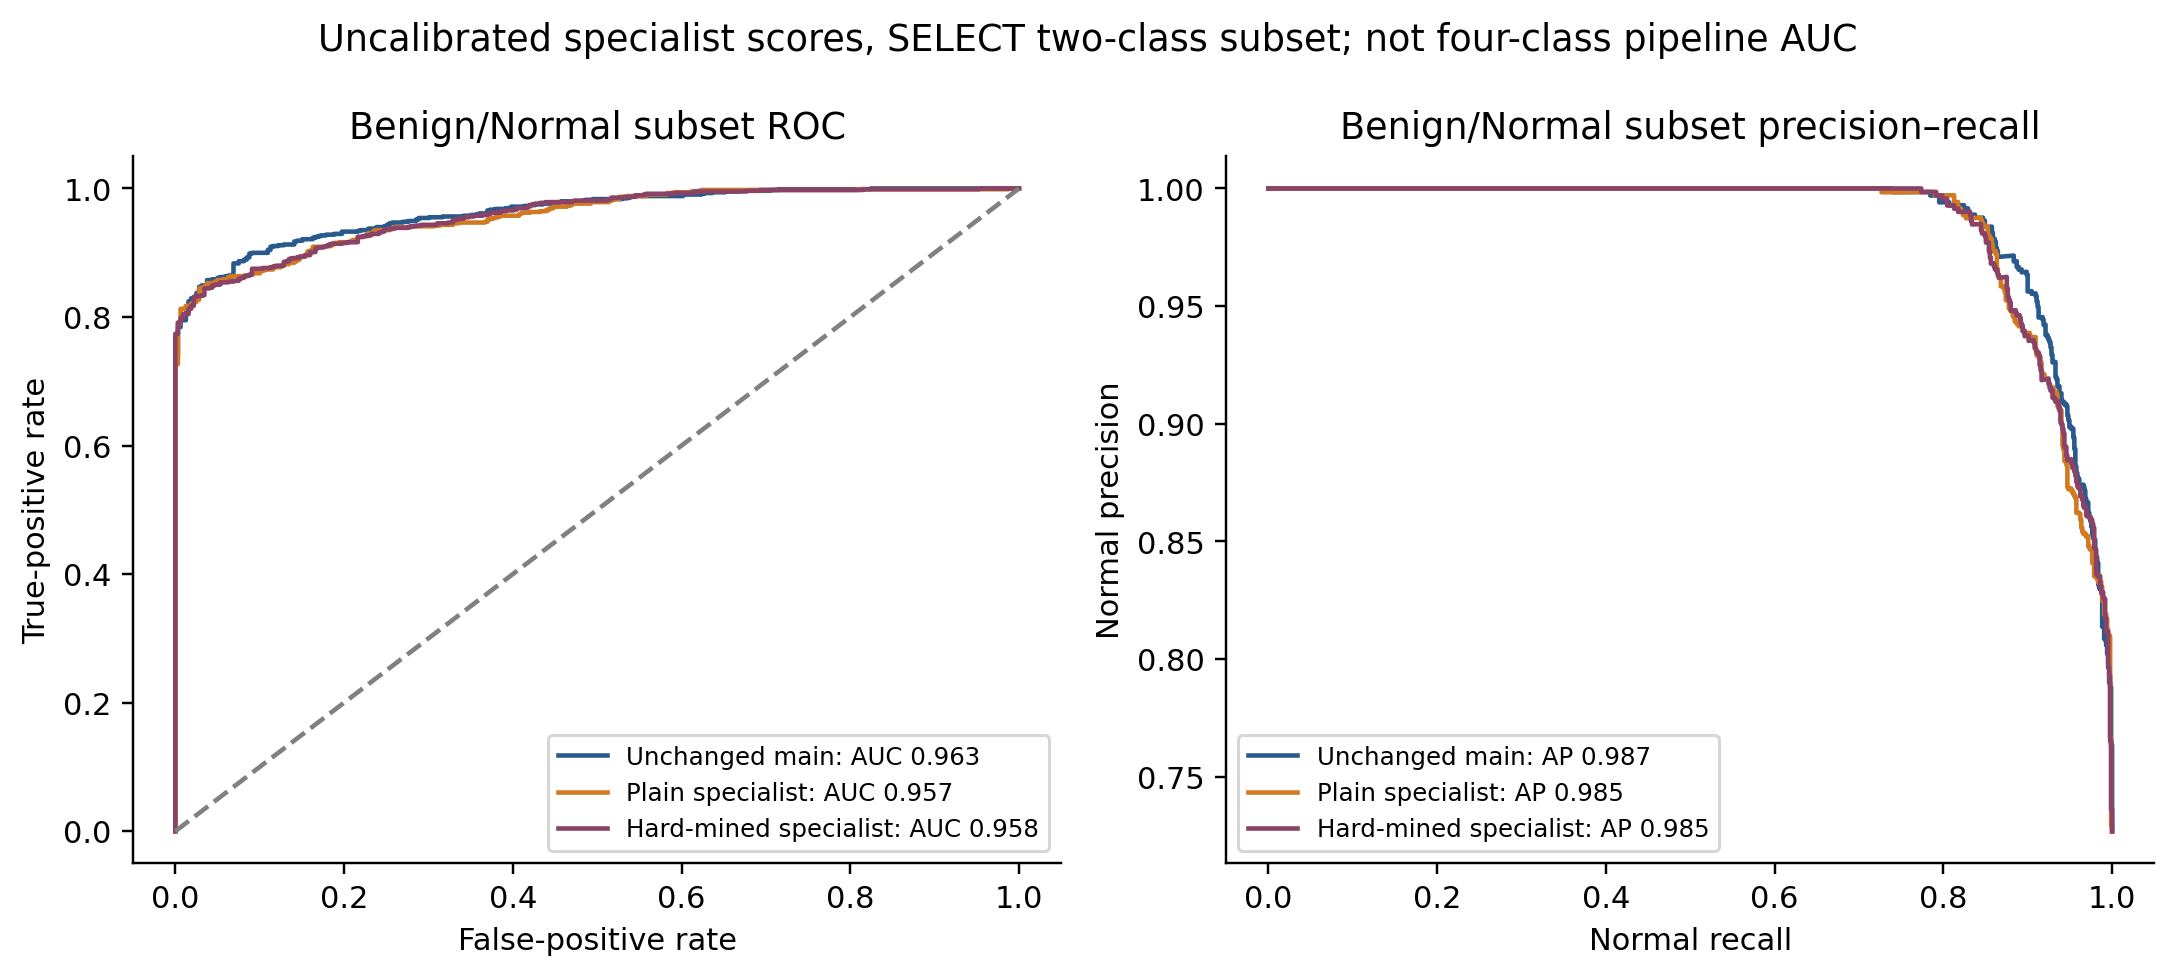 Uncalibrated specialist scores, SELECT two-class subset; not four-class pipeline AUC
Benign/Normal subset ROC
1.0
0.8
0.6
0.4
0.2
0.0
True-positive rate
0.0 0.2 0.4 0.6 0.8 1.0
False-positive rate
Unchanged main: AUC 0.963
Plain specialist: AUC 0.957
Hard-mined specialist: AUC 0.958
Benign/Normal subset precision–recall
1.00
0.95
0.90
0.85
0.80
0.75
Normal precision
0.0 0.2 0.4 0.6 0.8 1.0
Normal recall
Unchanged main: AP 0.987
Plain specialist: AP 0.985
Hard-mined specialist: AP 0.985